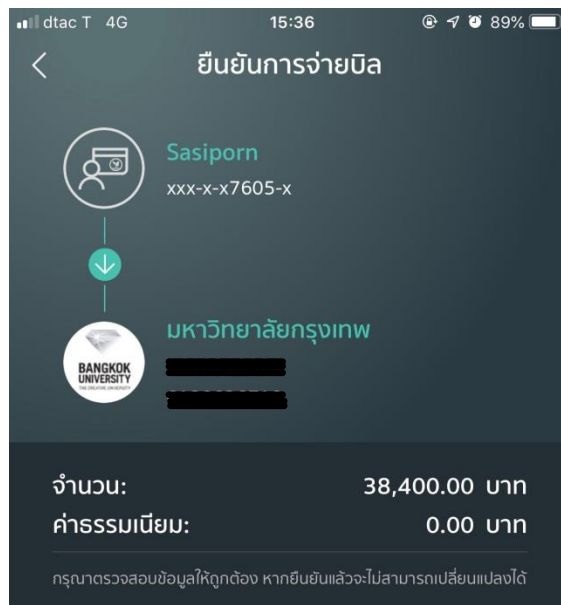 dtac T 4G 15:36 89%
ยืนยันการจ่ายบิล
Sasiporn
xxx-x-x7605-x
มหาวิทยาลัยกรุงเทพ
BANGKOK
UNIVERSITY
THE CREATIVE UNIVERSITY
จำนวน: 38,400.00 บาท
ค่าธรรมเนียม: 0.00 บาท
กรุณาตรวจสอบข้อมูลให้ถูกต้อง หากยืนยันแล้วจะไม่สามารถเปลี่ยนแปลงได้